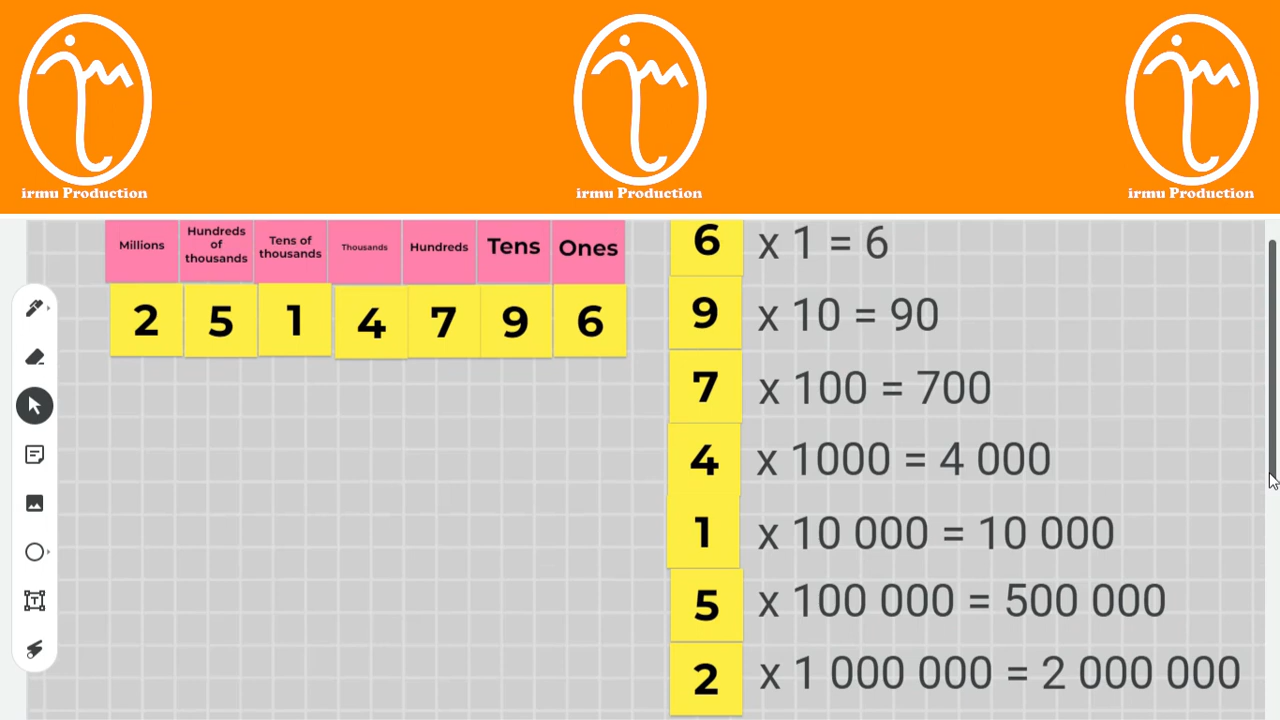 irmu Production
irmu Production
irmu Production
Millions
Hundreds
of
thousands
Tens of
thousands
Thousands
Hundreds
Tens
Ones
2 5 1 4 7 9 6
6 x 1 = 6
9 x 10 = 90
7 x 100 = 700
4 x 1000 = 4 000
1 x 10 000 = 10 000
5 x 100 000 = 500 000
2 x 1 000 000 = 2 000 000